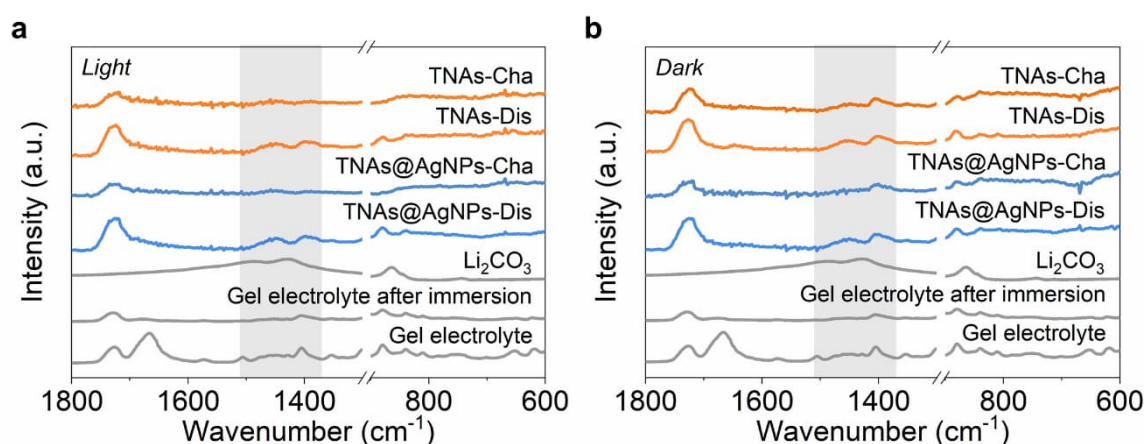 a
Light
TNAs-Cha
TNAs-Dis
TNAs@AgNPs-Cha
TNAs@AgNPs-Dis
Li₂CO₃
Gel electrolyte after immersion
Gel electrolyte
Intensity (a.u.)
1800 1600 1400 800 600
Wavenumber (cm⁻¹)
b
Dark
TNAs-Cha
TNAs-Dis
TNAs@AgNPs-Cha
TNAs@AgNPs-Dis
Li₂CO₃
Gel electrolyte after immersion
Gel electrolyte
Intensity (a.u.)
1800 1600 1400 800 600
Wavenumber (cm⁻¹)